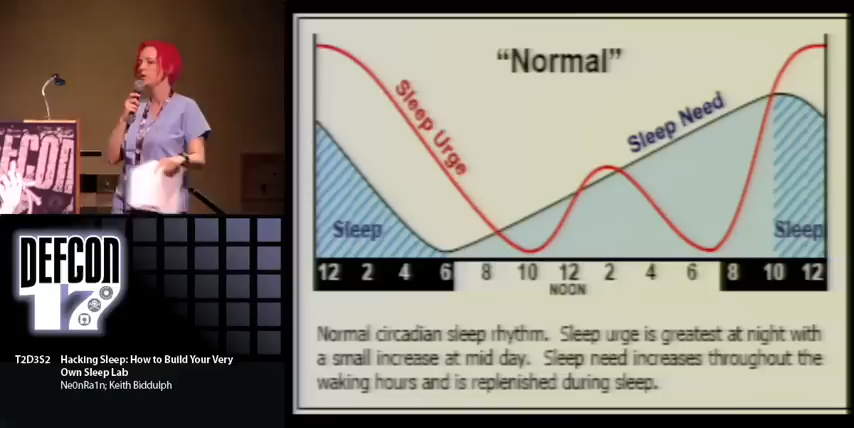 EFCON
DEFCON
17
T2D3S2 Hacking Sleep: How to Build Your Very
Own Sleep Lab
Ne0nRa1n; Keith Biddulph
“Normal”
Sleep Urge
Sleep Need
Sleep
Sleep
12 2 4 6 8 10 12 2 4 6 8 10 12
NOON
Normal circadian sleep rhythm. Sleep urge is greatest at night with
a small increase at mid day. Sleep need increases throughout the
waking hours and is replenished during sleep.